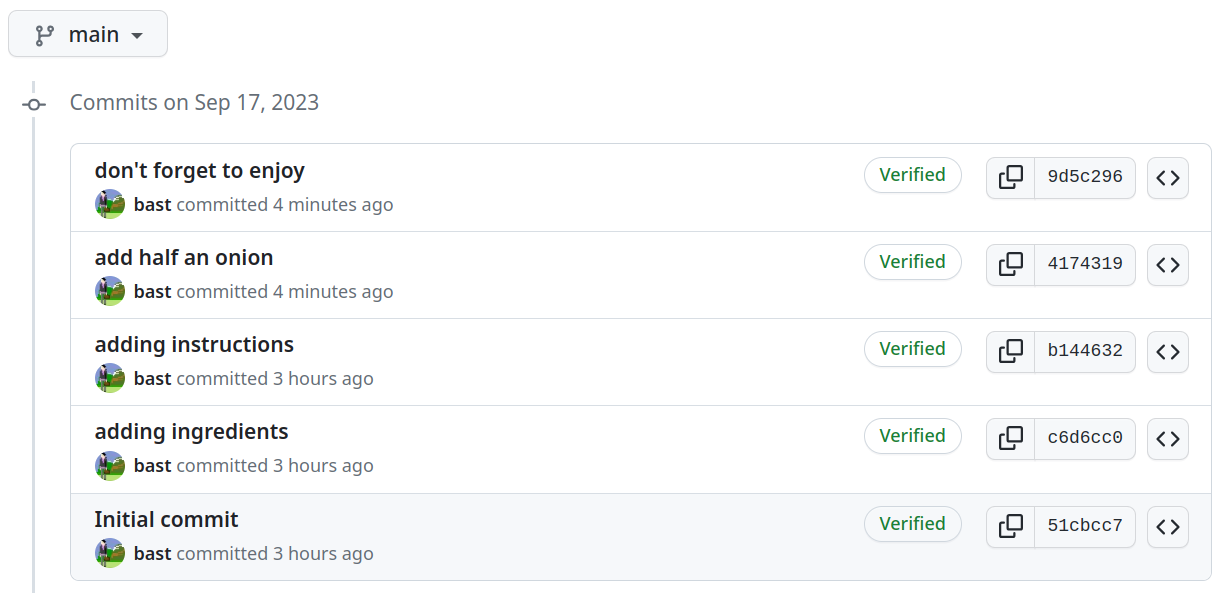 main
Commits on Sep 17, 2023
don't forget to enjoy
Verified
9d5c296
bast committed 4 minutes ago
add half an onion
Verified
4174319
bast committed 4 minutes ago
adding instructions
Verified
b144632
bast committed 3 hours ago
adding ingredients
Verified
c6d6cc0
bast committed 3 hours ago
Initial commit
Verified
51cbcc7
bast committed 3 hours ago